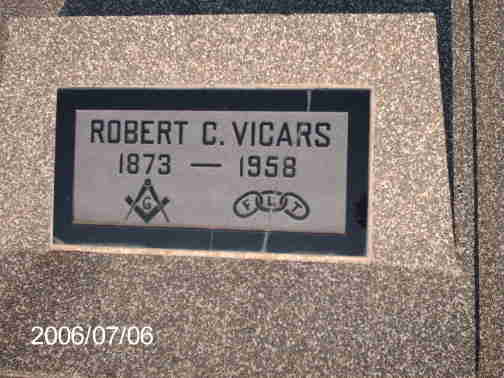 ROBERT C. VICARS
1873 — 1958
G
F L T
2006/07/06